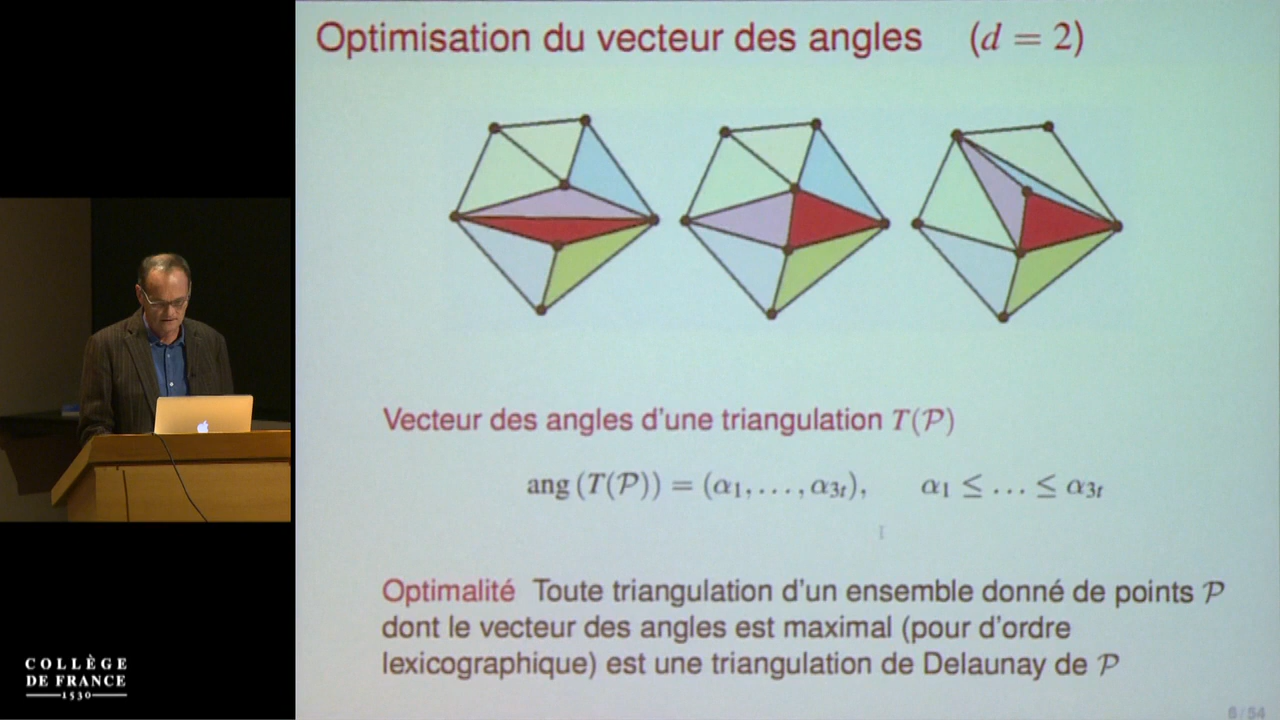 Optimisation du vecteur des angles (d = 2)
Vecteur des angles d'une triangulation T(P)
ang (T(P)) = (α1, . . . , α3t), α1 ≤ . . . ≤ α3t
Optimalité Toute triangulation d'un ensemble donné de points P
dont le vecteur des angles est maximal (pour d'ordre
lexicographique) est une triangulation de Delaunay de P
6 / 54
COLLÈGE
DE FRANCE
1530